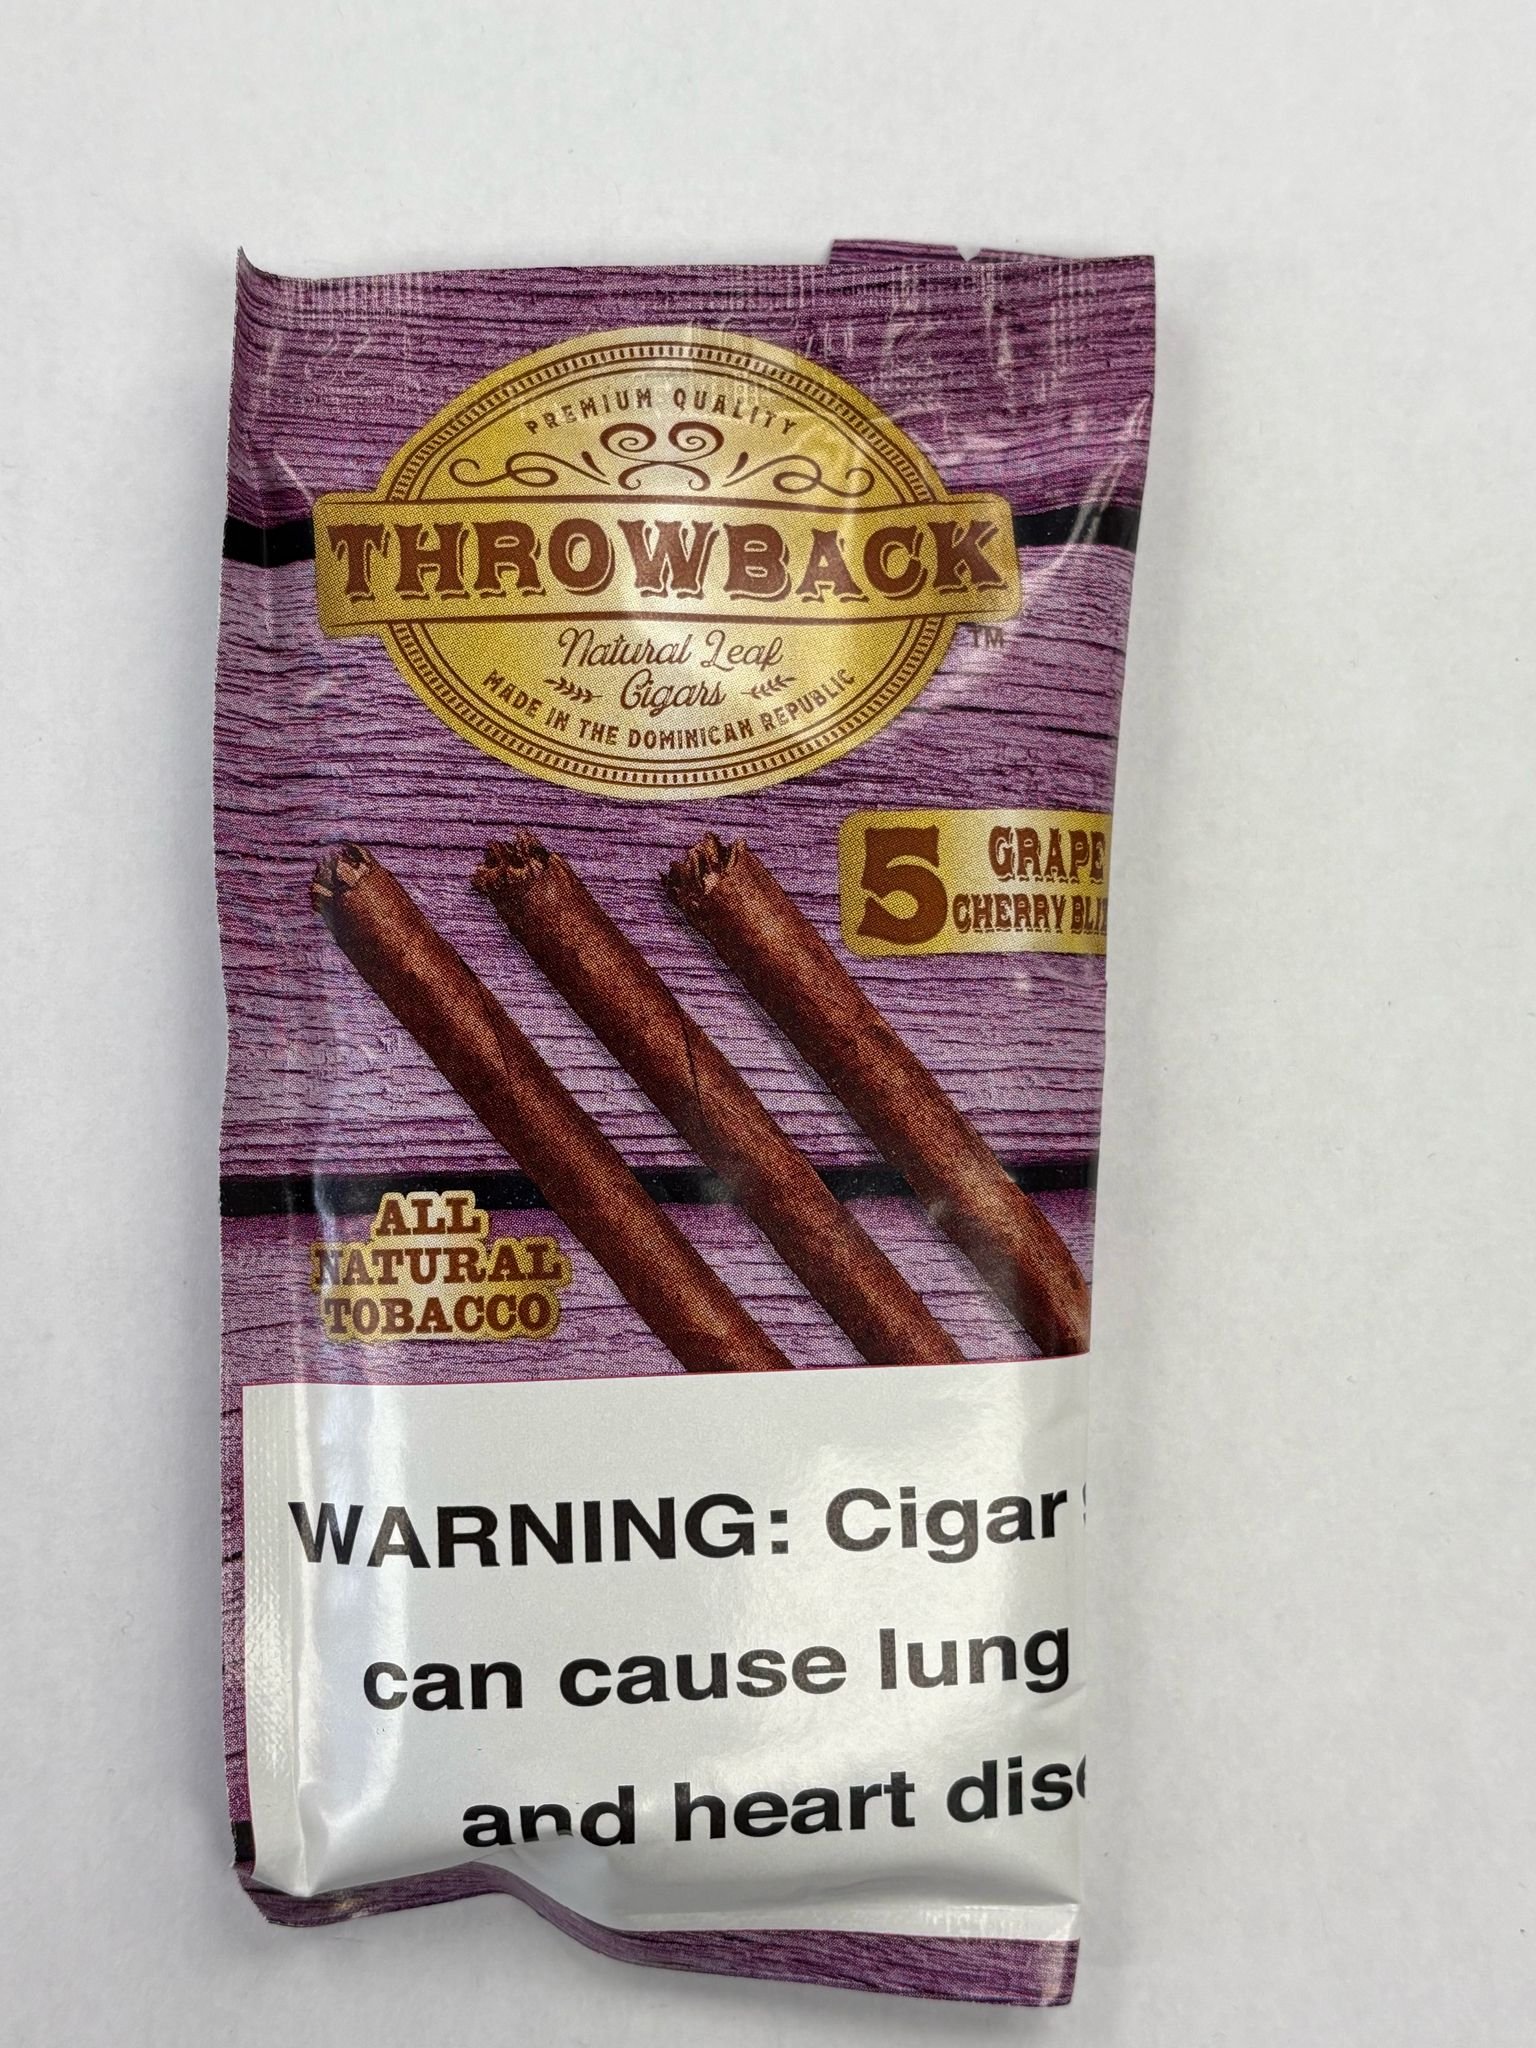 PREMIUM QUALITY
THROWBACK
TM
Natural Leaf
Cigars
MADE IN THE DOMINICAN REPUBLIC
5 GRAPE
CHERRY
ALL
NATURAL
TOBACCO
WARNING: Cigar
can cause lung
and heart